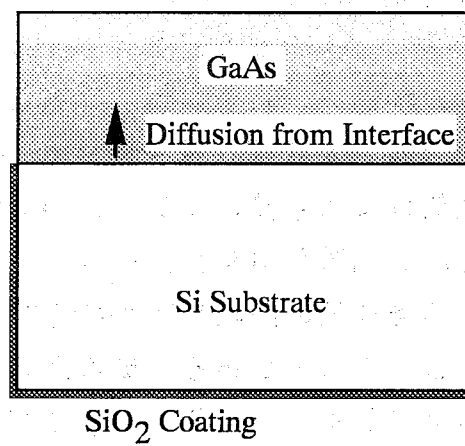 GaAs
Diffusion from Interface
Si Substrate
SiO2 Coating